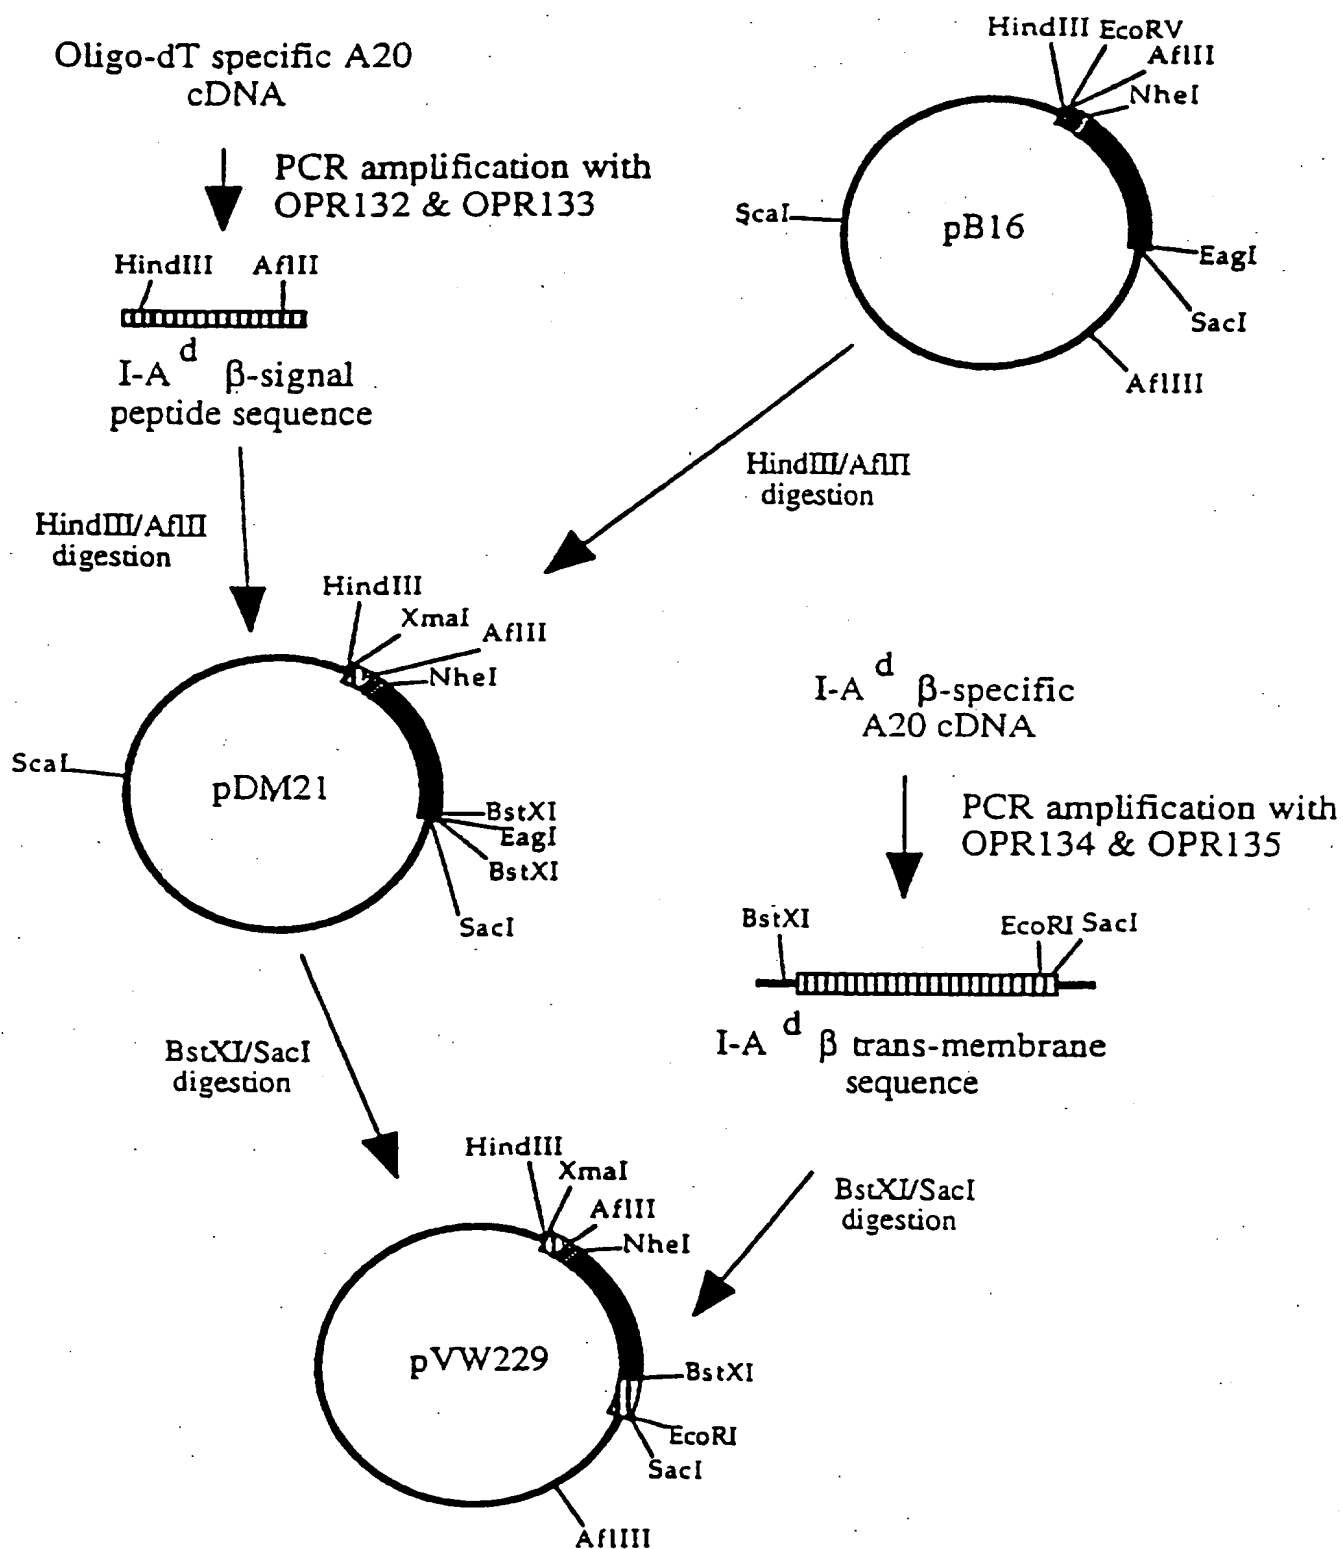 Oligo-dT specific A20
cDNA
PCR amplification with
OPR132 & OPR133
HindIII AflII
I-A d β-signal
peptide sequence
HindIII/AflII
digestion
HindIII EcoRV
AflII
NheI
ScaI
pB16
EagI
SacI
AflIII
HindIII/AflII
digestion
HindIII
XmaI
AflII
NheI
ScaI
pDM21
BstXI
EagI
BstXI
SacI
I-A d β-specific
A20 cDNA
PCR amplification with
OPR134 & OPR135
BstXI
EcoRI SacI
I-A d β trans-membrane
sequence
BstXI/SacI
digestion
BstXI/SacI
digestion
HindIII
XmaI
AflII
NheI
pVW229
BstXI
EcoRI
SacI
AflIII